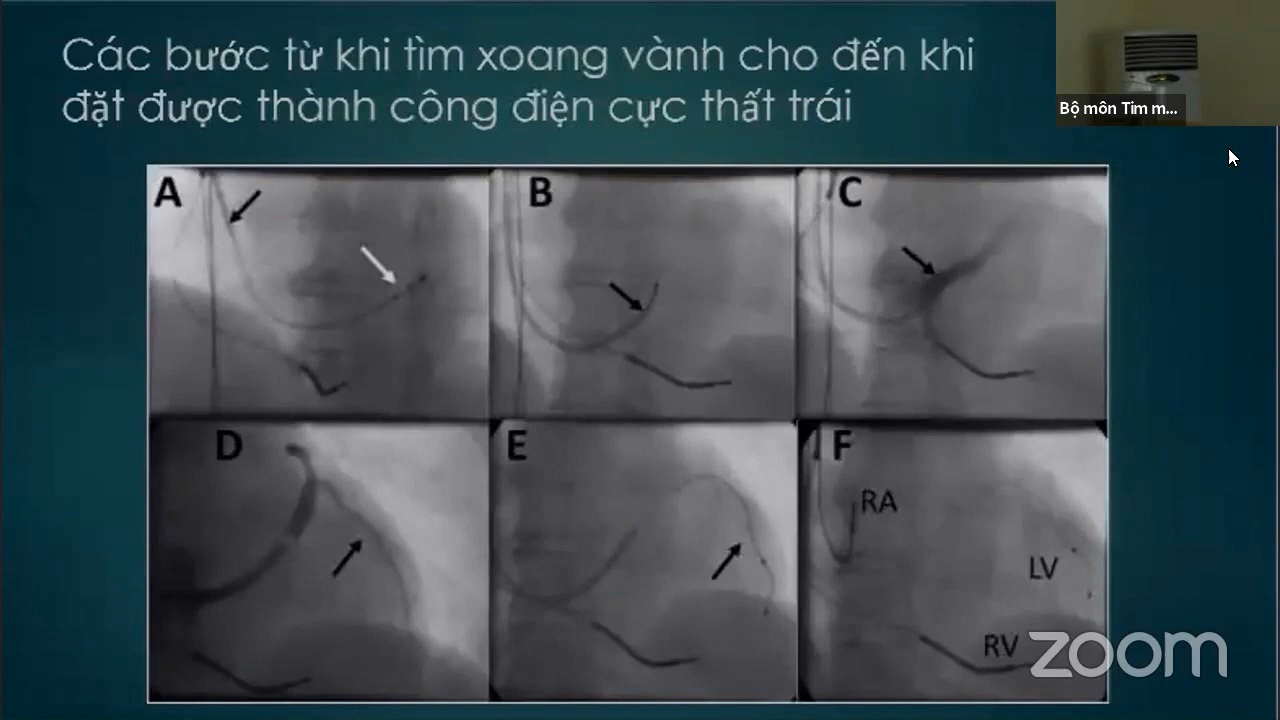 Các bước từ khi tìm xoang vành cho đến khi
đặt được thành công điện cực thất trái
Bộ môn Tim m...
A
B
C
D
E
F
RA
LV
RV
zoom